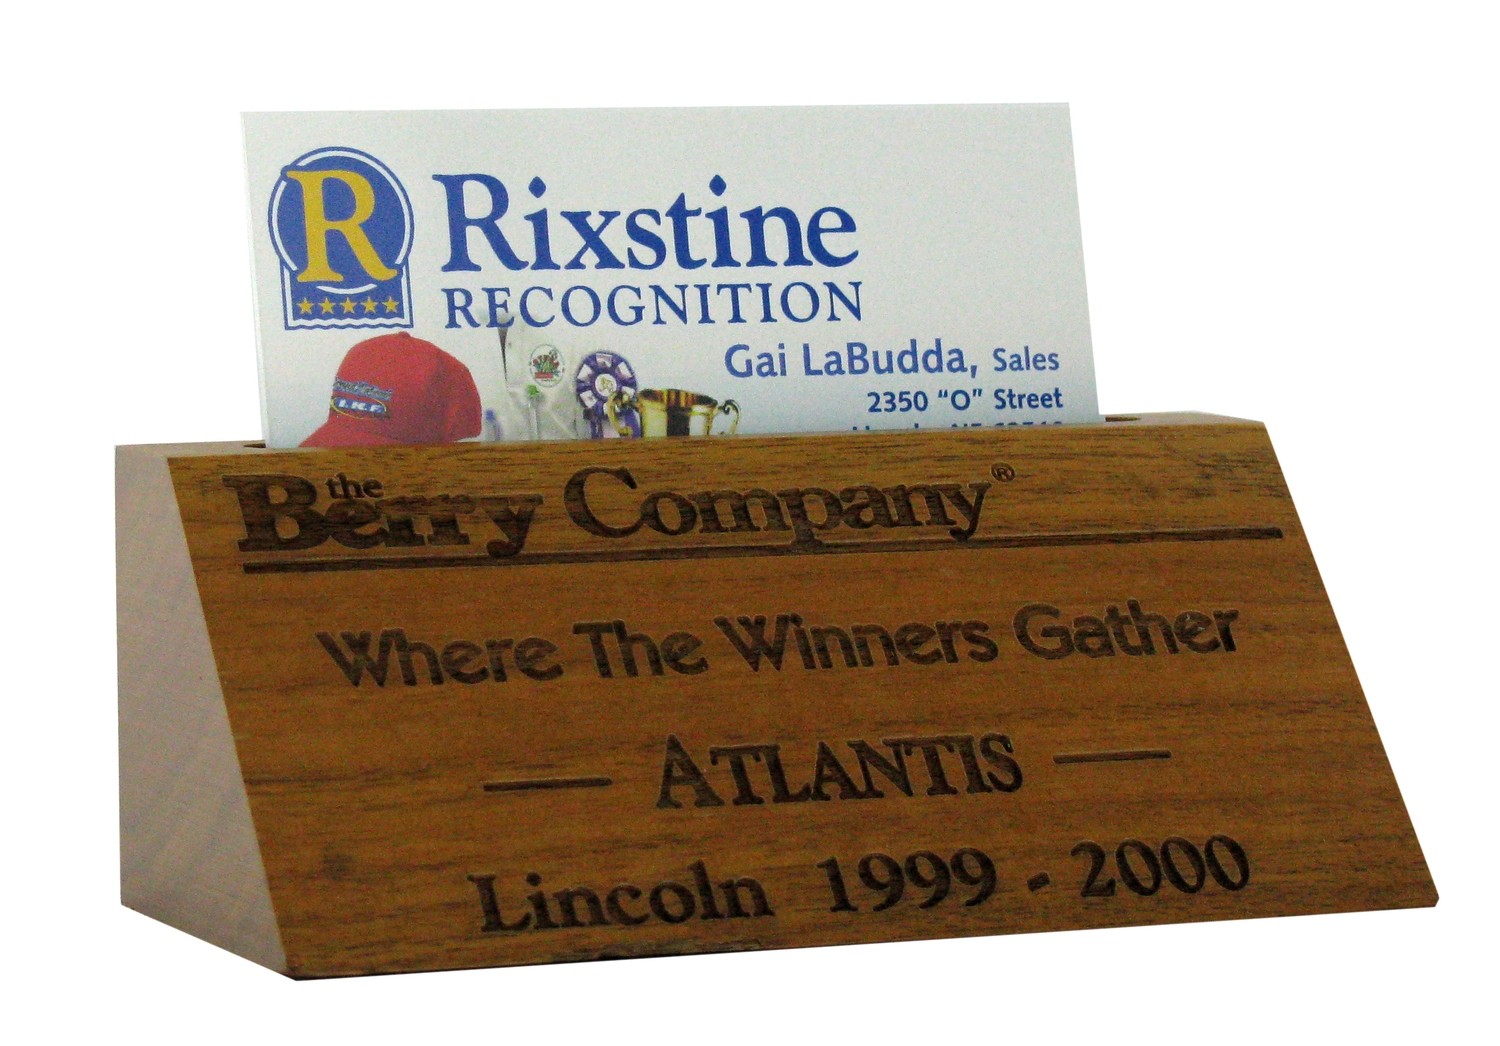 R
Rixstine
RECOGNITION
Gai LaBudda, Sales
2350 "O" Street
I.K.F.
the
Berry Company®
Where The Winners Gather
— ATLANTIS —
Lincoln 1999 - 2000